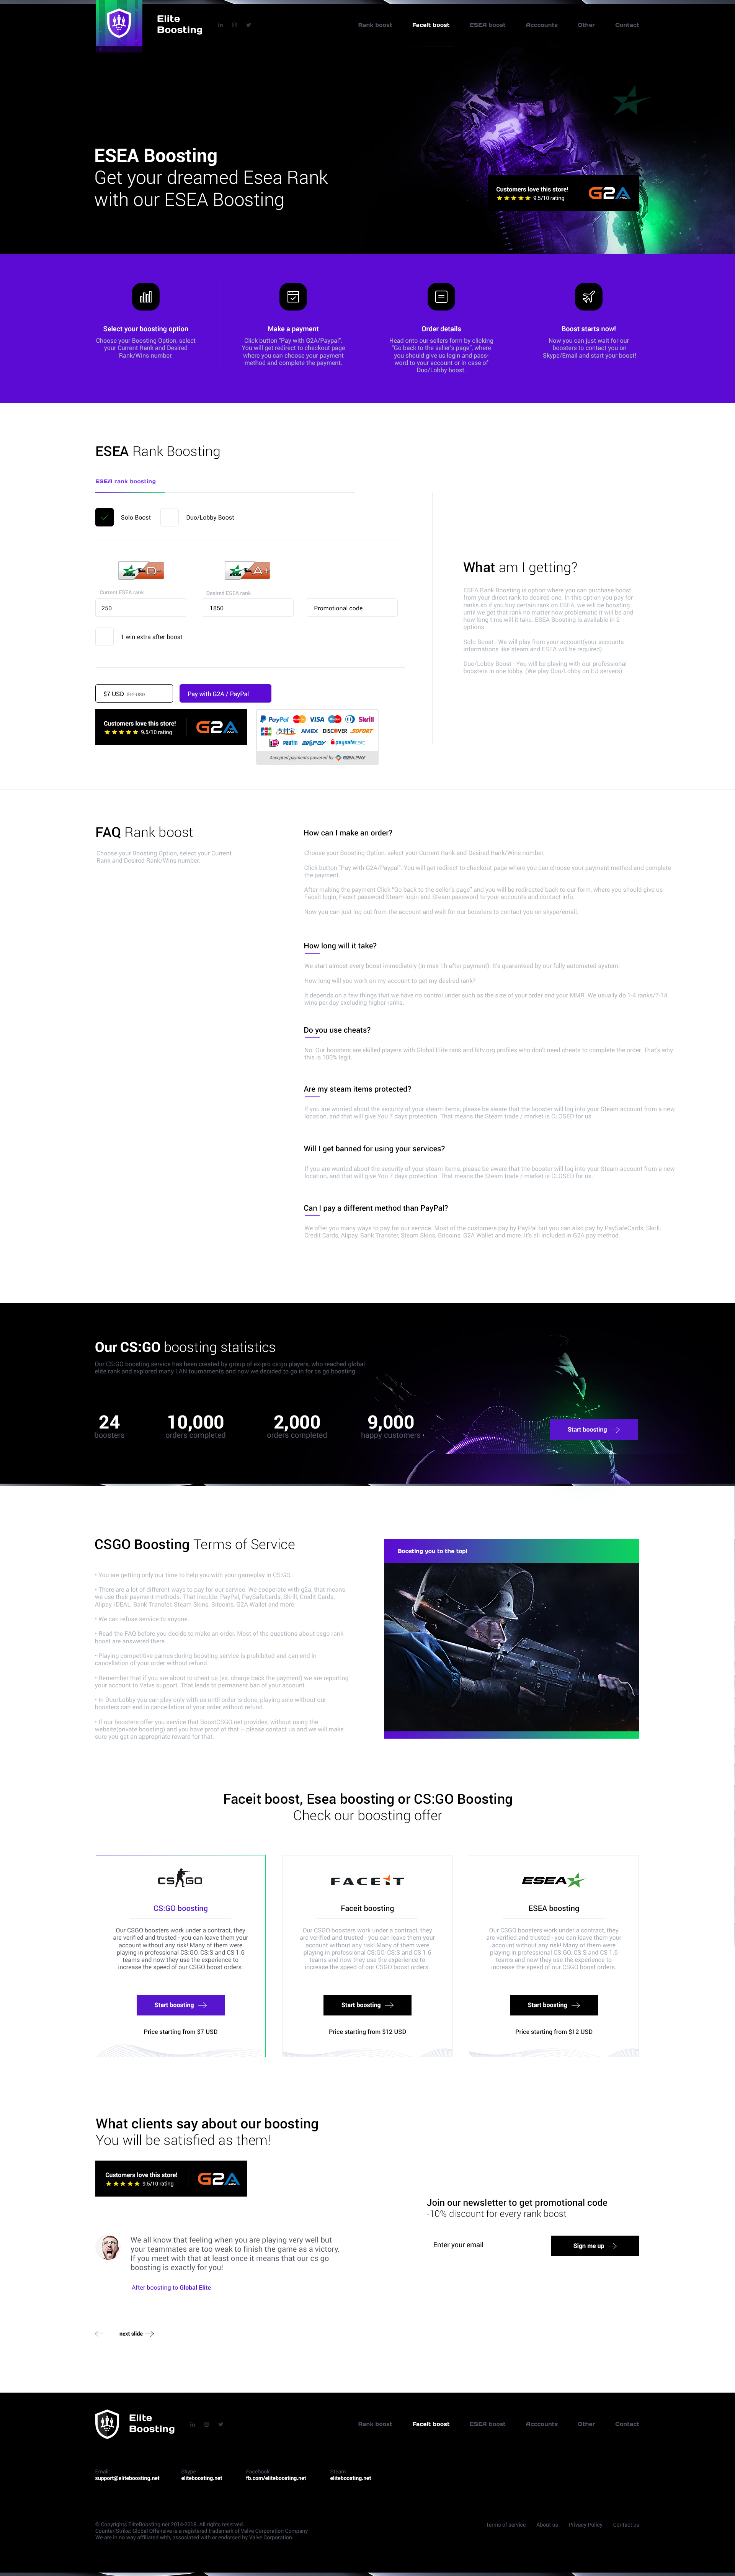 Elite
Boosting
Rank boost
Faceit boost
ESEA boost
Acccounts
Other
Contact
ESEA Boosting
Get your dreamed Esea Rank
with our ESEA Boosting
Customers love this store!
9.5/10 rating
G2A
Select your boosting option
Choose your Boosting Option, select
your Current Rank and Desired
Rank/Wins number.
Make a payment
Click button "Pay with G2A/Paypal".
You will get redirect to checkout page
where you can choose your payment
method and complete the payment.
Order details
Head onto our sellers form by clicking
"Go back to the seller's page", where
you should give us login and pass-
word to your account or in case of
Duo/Lobby boost.
Boost starts now!
Now you can just wait for our
boosters to contact you on
Skype/Email and start your boost!
ESEA Rank Boosting
ESEA rank boosting
Solo Boost
Duo/Lobby Boost
D-
A-
Current ESEA rank
Desired ESEA rank
250
1850
Promotional code
1 win extra after boost
$7 USD $12 USD
Pay with G2A / PayPal
Customers love this store!
9.5/10 rating
G2A
.COM
PayPal VISA Skrill
JCB AMEX DISCOVER SOFORT
Paytm paysafecard
Accepted payments powered by G2A PAY
What am I getting?
ESEA Rank Boosting is option where you can purchase boost
from your direct rank to desired one. In this option you pay for
ranks so if you buy certain rank on ESEA, we will be boosting
until we get that rank no matter how problematic it will be and
how long time will it take. ESEA Boosting is available in 2
options.
Solo Boost - We will play from your account(your accounts
informations like steam and ESEA will be required).
Duo/Lobby Boost - You will be playing with our professional
boosters in one lobby. (We play Duo/Lobby on EU servers)
FAQ Rank boost
Choose your Boosting Option, select your Current
Rank and Desired Rank/Wins number.
How can I make an order?
Choose your Boosting Option, select your Current Rank and Desired Rank/Wins number.
Click button "Pay with G2A/Paypal". You will get redirect to checkout page where you can choose your payment method and complete
the payment.
After making the payment Click "Go back to the seller's page" and you will be redirected back to our form, where you should give us
Faceit login, Faceit password Steam login and Steam password to your accounts and contact info.
Now you can just log out from the account and wait for our boosters to contact you on skype/email.
How long will it take?
We start almost every boost immediately (in max 1h after payment). It's guaranteed by our fully automated system.
How long will you work on my account to get my desired rank?
It depends on a few things that we have no control under such as the size of your order and your MMR. We usually do 1-4 ranks/7-14
wins per day excluding higher ranks.
Do you use cheats?
No. Our boosters are skilled players with Global Elite rank and hltv.org profiles who don't need cheats to complete the order. That's why
this is 100% legit.
Are my steam items protected?
If you are worried about the security of your steam items, please be aware that the booster will log into your Steam account from a new
location, and that will give You 7 days protection. That means the Steam trade / market is CLOSED for us.
Will I get banned for using your services?
If you are worried about the security of your steam items, please be aware that the booster will log into your Steam account from a new
location, and that will give You 7 days protection. That means the Steam trade / market is CLOSED for us.
Can I pay a different method than PayPal?
We offer you many ways to pay for our service. Most of the customers pay by PayPal but you can also pay by PaySafeCards, Skrill,
Credit Cards, Alipay, Bank Transfer, Steam Skins, Bitcoins, G2A Wallet and more. It's all included in G2A pay method.
Our CS:GO boosting statistics
Our CS:GO boosting service has been created by group of ex-pro cs:go players, who reached global
elite rank and explored many LAN tournaments and now we decided to go in for cs go boosting.
24
boosters
10,000
orders completed
2,000
orders completed
9,000
happy customers
Start boosting
CSGO Boosting Terms of Service
• You are getting only our time to help you with your gameplay in CS:GO.
• There are a lot of different ways to pay for our service. We cooperate with g2a, that means
we use their payment methods. That inculde: PayPal, PaySafeCards, Skrill, Credit Cards,
Alipay, iDEAL, Bank Transfer, Steam Skins, Bitcoins, G2A Wallet and more.
• We can refuse service to anyone.
• Read the FAQ before you decide to make an order. Most of the questions about csgo rank
boost are answered there.
• Playing competitive games during boosting service is prohibited and can end in
cancellation of your order without refund.
• Remember that if you are about to cheat us (ex. charge back the payment) we are reporting
your account to Valve support. That leads to permanent ban of your account.
• In Duo/Lobby you can play only with us until order is done, playing solo without our
boosters can end in cancellation of your order without refund.
• If our boosters offer you service that BoostCSGO.net provides, without using the
website(private boosting) and you have proof of that – please contact us and we will make
sure you get an appropriate reward for that.
Boosting you to the top!
Faceit boost, Esea boosting or CS:GO Boosting
Check our boosting offer
CS GO
CS:GO boosting
Our CSGO boosters work under a contract, they
are verified and trusted - you can leave them your
account without any risk! Many of them were
playing in professional CS:GO, CS:S and CS 1.6
teams and now they use the experience to
increase the speed of our CSGO boost orders.
Start boosting
Price starting from $7 USD
FACEIT
Faceit boosting
Our CSGO boosters work under a contract, they
are verified and trusted - you can leave them your
account without any risk! Many of them were
playing in professional CS:GO, CS:S and CS 1.6
teams and now they use the experience to
increase the speed of our CSGO boost orders.
Start boosting
Price starting from $12 USD
ESEA
ESEA boosting
Our CSGO boosters work under a contract, they
are verified and trusted - you can leave them your
account without any risk! Many of them were
playing in professional CS:GO, CS:S and CS 1.6
teams and now they use the experience to
increase the speed of our CSGO boost orders.
Start boosting
Price starting from $12 USD
What clients say about our boosting
You will be satisfied as them!
Customers love this store!
9.5/10 rating
G2A
We all know that feeling when you are playing very well but
your teammates are too weak to finish the game as a victory.
If you meet with that at least once it means that our cs go
boosting is exactly for you!
After boosting to Global Elite
next slide
Join our newsletter to get promotional code
-10% discount for every rank boost
Enter your email
Sign me up
Elite
Boosting
Rank boost
Faceit boost
ESEA boost
Acccounts
Other
Contact
Email
support@eliteboosting.net
Skype
eliteboosting.net
Facebook
fb.com/eliteboosting.net
Steam
eliteboosting.net
© Copyrights EliteBoosting.net 2014-2018. All rights reserved.
Counter-Strike: Global Offensive is a registered trademark of Valve Corporation Company
We are in no way affiliated with, associated with or endorsed by Valve Corporation.
Terms of service
About us
Privacy Policy
Contact us